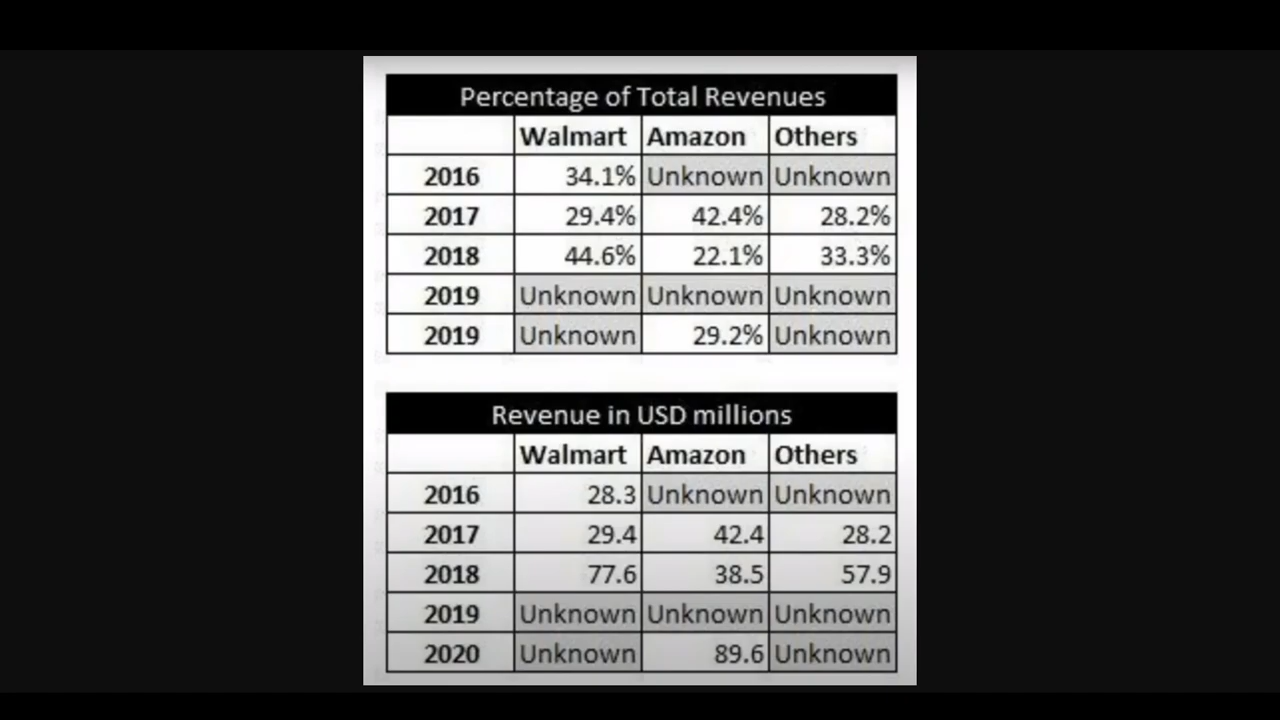 Percentage of Total Revenues
Walmart Amazon Others
2016 34.1% Unknown Unknown
2017 29.4% 42.4% 28.2%
2018 44.6% 22.1% 33.3%
2019 Unknown Unknown Unknown
2019 Unknown 29.2% Unknown
Revenue in USD millions
Walmart Amazon Others
2016 28.3 Unknown Unknown
2017 29.4 42.4 28.2
2018 77.6 38.5 57.9
2019 Unknown Unknown Unknown
2020 Unknown 89.6 Unknown